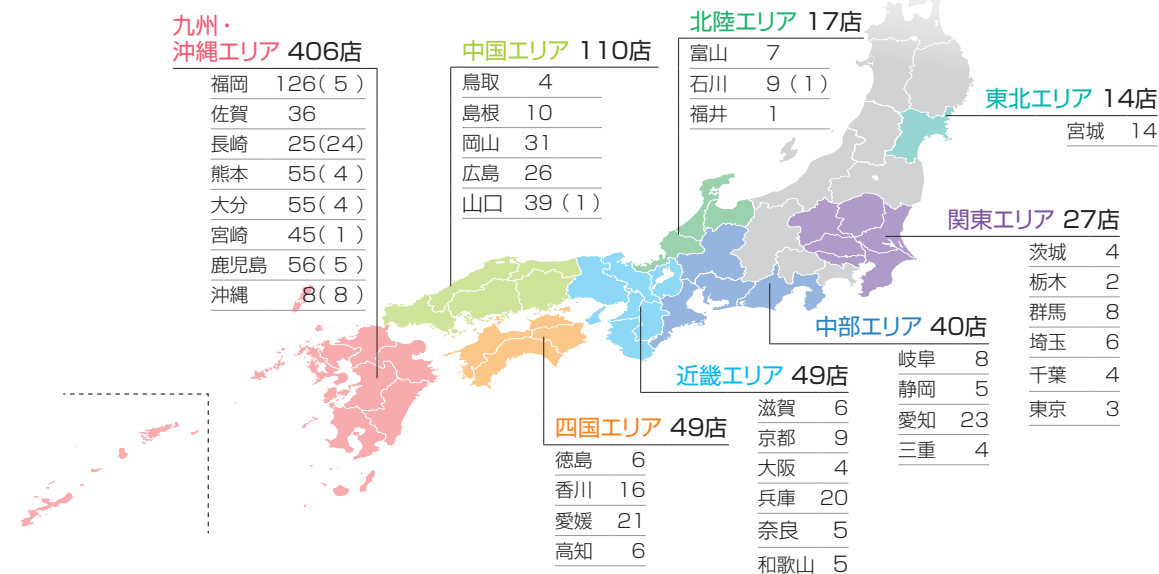 九州・
沖縄エリア 406店
福岡 126( 5 )
佐賀 36
長崎 25(24)
熊本 55( 4 )
大分 55( 4 )
宮崎 45( 1 )
鹿児島 56( 5 )
沖縄 8( 8 )
中国エリア 110店
鳥取 4
島根 10
岡山 31
広島 26
山口 39 ( 1 )
北陸エリア 17店
富山 7
石川 9 ( 1 )
福井 1
東北エリア 14店
宮城 14
関東エリア 27店
茨城 4
栃木 2
群馬 8
埼玉 6
千葉 4
東京 3
中部エリア 40店
岐阜 8
静岡 5
愛知 23
三重 4
近畿エリア 49店
滋賀 6
京都 9
大阪 4
兵庫 20
奈良 5
和歌山 5
四国エリア 49店
徳島 6
香川 16
愛媛 21
高知 6